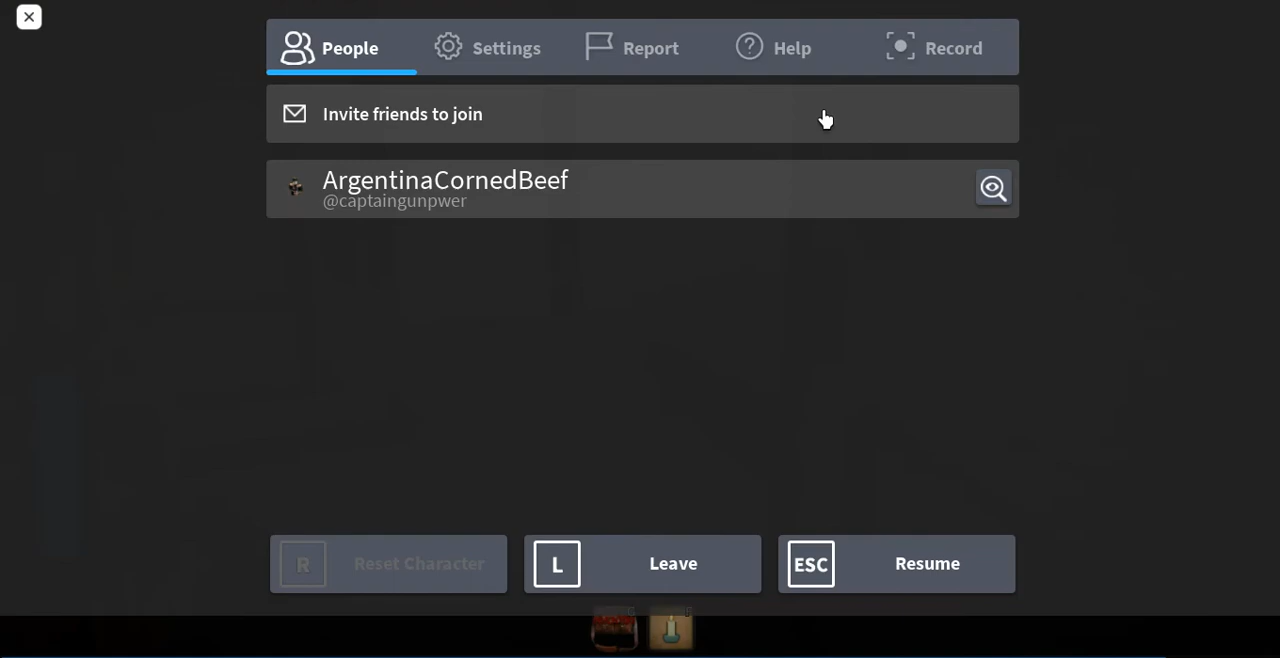 People
Settings
Report
Help
Record
Invite friends to join
ArgentinaCornedBeef
@captaingunpwer
R
Reset Character
L
Leave
ESC
Resume